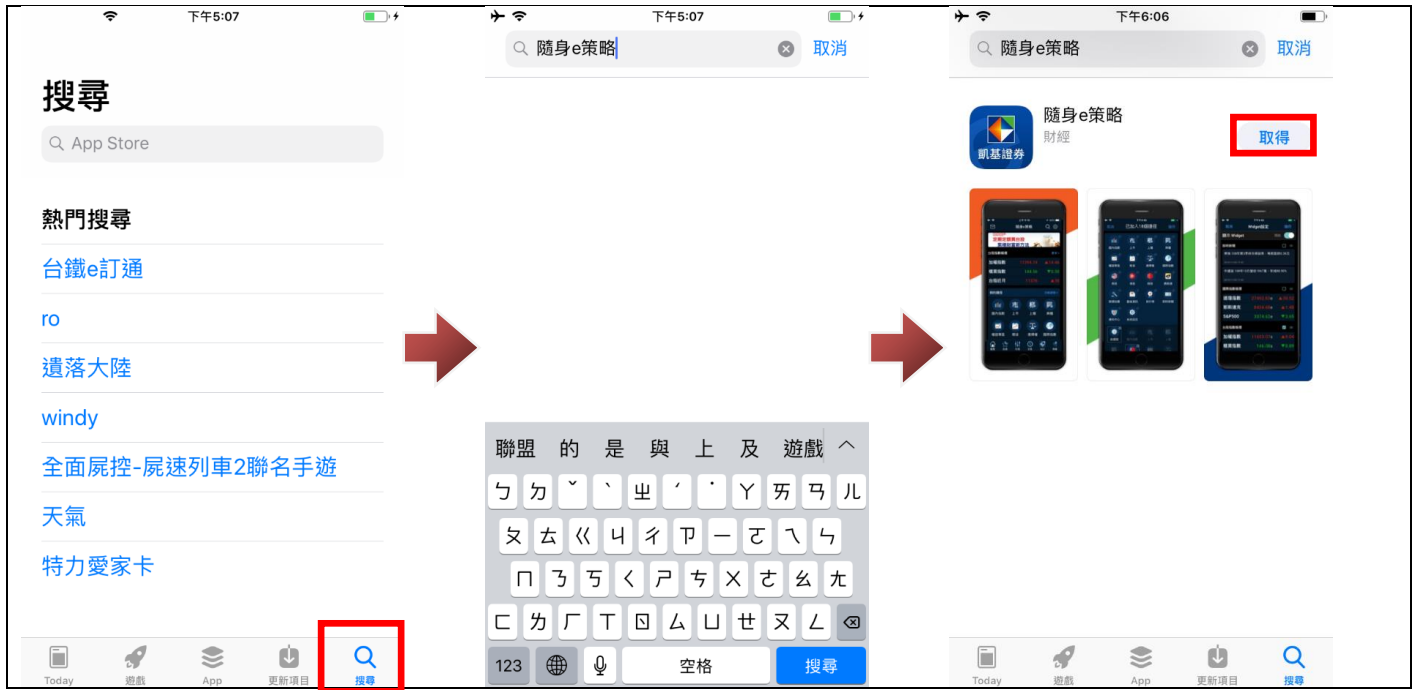 下午5:07
搜尋
App Store
熱門搜尋
台鐵e訂通
ro
遺落大陸
windy
全面屍控-屍速列車2聯名手遊
天氣
特力愛家卡
Today 遊戲 App 更新項目 搜尋
下午5:07
隨身e策略 取消
聯盟 的 是 與 上 及 遊戲
ㄅ ㄉ ˇ ˋ ㄓ ˊ ˙ ㄚ ㄞ ㄢ ㄦ
ㄆ ㄊ ㄍ ㄐ ㄔ ㄗ ㄧ ㄛ ㄟ ㄣ
ㄇ ㄋ ㄎ ㄑ ㄕ ㄘ ㄨ ㄜ ㄠ ㄤ
ㄈ ㄌ ㄏ ㄒ ㄖ ㄙ ㄩ ㄝ ㄡ ㄥ
123 空格 搜尋
下午6:06
隨身e策略 取消
凱基證券
隨身e策略
財經
取得
Today 遊戲 App 更新項目 搜尋